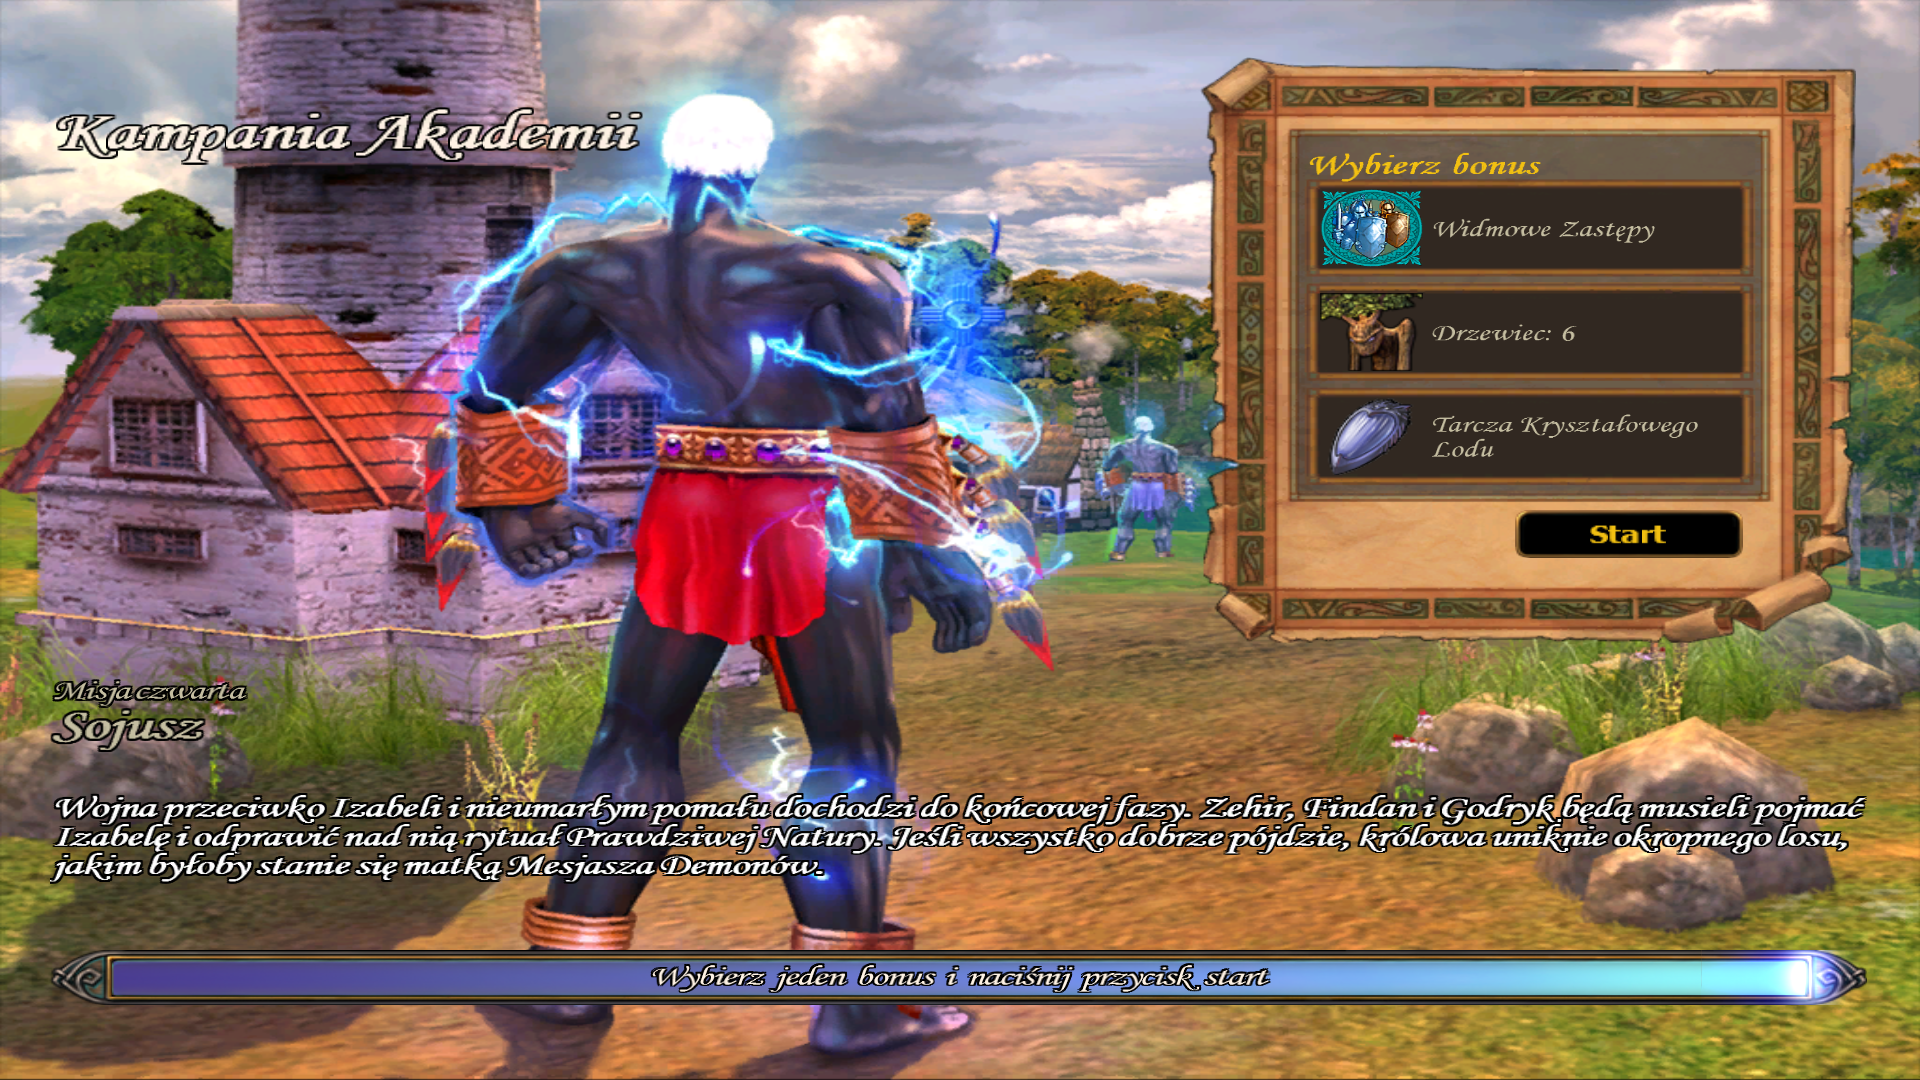 Kampania Akademii
Wybierz bonus
Widmowe Zastępy
Drzewiec: 6
Tarcza Kryształowego
Lodu
Start
Misja czwarta
Sojusz
Wojna przeciwko Izabeli i nieumarłym pomału dochodzi do końcowej fazy. Zehir, Findan i Godryk będą musieli pojmać
Izabelę i odprawić nad nią rytuał Prawdziwej Natury. Jeśli wszystko dobrze pójdzie, królowa uniknie okropnego losu,
jakim byłoby stanie się matką Mesjasza Demonów.
Wybierz jeden bonus i naciśnij przycisk start